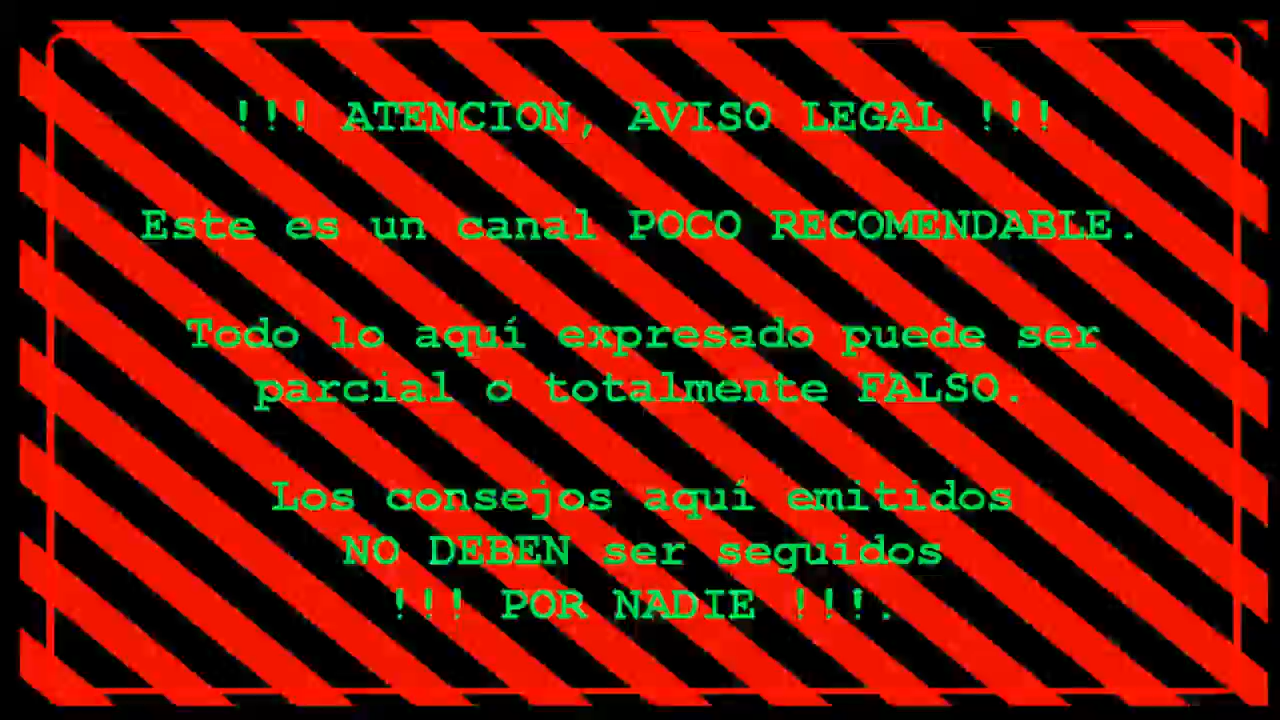 !!! ATENCION, AVISO LEGAL !!!
Este es un canal POCO RECOMENDABLE.
Todo lo aquí expresado puede ser
parcial o totalmente FALSO.
Los consejos aquí emitidos
NO DEBEN ser seguidos
!!! POR NADIE !!!.